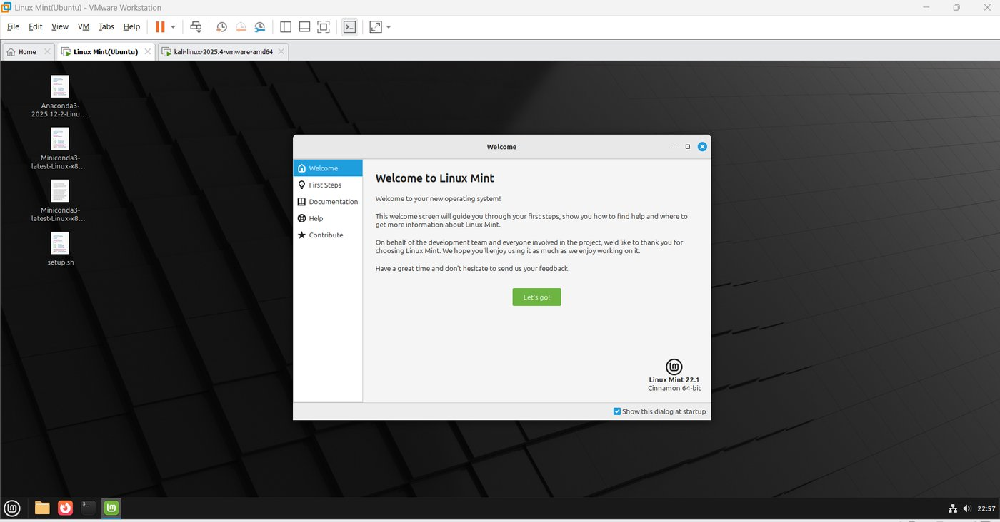 Linux Mint(Ubuntu) - VMware Workstation
File Edit View VM Tabs Help
Home
Linux Mint(Ubuntu)
kali-linux-2025.4-vmware-amd64
Anaconda3-
2025.12-2-Linu...
Miniconda3-
latest-Linux-x8...
Miniconda3-
latest-Linux-x8...
setup.sh
Welcome
Welcome
First Steps
Documentation
Help
Contribute
Welcome to Linux Mint
Welcome to your new operating system!
This welcome screen will guide you through your first steps, show you how to find help and where to
get more information about Linux Mint.
On behalf of the development team and everyone involved in the project, we'd like to thank you for
choosing Linux Mint. We hope you'll enjoy using it as much as we enjoy working on it.
Have a great time and don't hesitate to send us your feedback.
Let's go!
Linux Mint 22.1
Cinnamon 64-bit
Show this dialog at startup
22:57